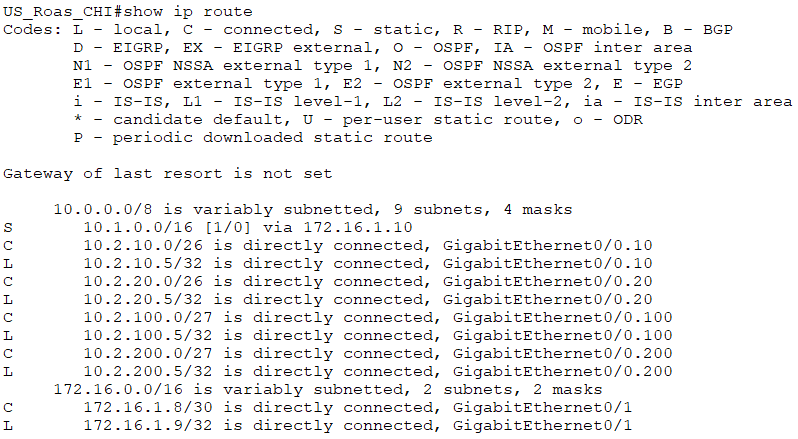 US_Roas_CHI#show ip route
Codes: L - local, C - connected, S - static, R - RIP, M - mobile, B - BGP
       D - EIGRP, EX - EIGRP external, O - OSPF, IA - OSPF inter area
       N1 - OSPF NSSA external type 1, N2 - OSPF NSSA external type 2
       E1 - OSPF external type 1, E2 - OSPF external type 2, E - EGP
       i - IS-IS, L1 - IS-IS level-1, L2 - IS-IS level-2, ia - IS-IS inter area
       * - candidate default, U - per-user static route, o - ODR
       P - periodic downloaded static route

Gateway of last resort is not set

     10.0.0.0/8 is variably subnetted, 9 subnets, 4 masks
S       10.1.0.0/16 [1/0] via 172.16.1.10
C       10.2.10.0/26 is directly connected, GigabitEthernet0/0.10
L       10.2.10.5/32 is directly connected, GigabitEthernet0/0.10
C       10.2.20.0/26 is directly connected, GigabitEthernet0/0.20
L       10.2.20.5/32 is directly connected, GigabitEthernet0/0.20
C       10.2.100.0/27 is directly connected, GigabitEthernet0/0.100
L       10.2.100.5/32 is directly connected, GigabitEthernet0/0.100
C       10.2.200.0/27 is directly connected, GigabitEthernet0/0.200
L       10.2.200.5/32 is directly connected, GigabitEthernet0/0.200
     172.16.0.0/16 is variably subnetted, 2 subnets, 2 masks
C       172.16.1.8/30 is directly connected, GigabitEthernet0/1
L       172.16.1.9/32 is directly connected, GigabitEthernet0/1